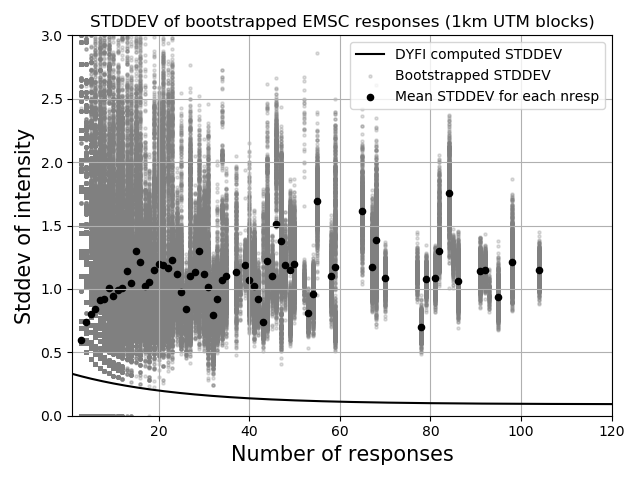 STDDEV of bootstrapped EMSC responses (1km UTM blocks)
DYFI computed STDDEV
Bootstrapped STDDEV
Mean STDDEV for each nresp
Stddev of intensity
3.0
2.5
2.0
1.5
1.0
0.5
0.0
20 40 60 80 100 120
Number of responses